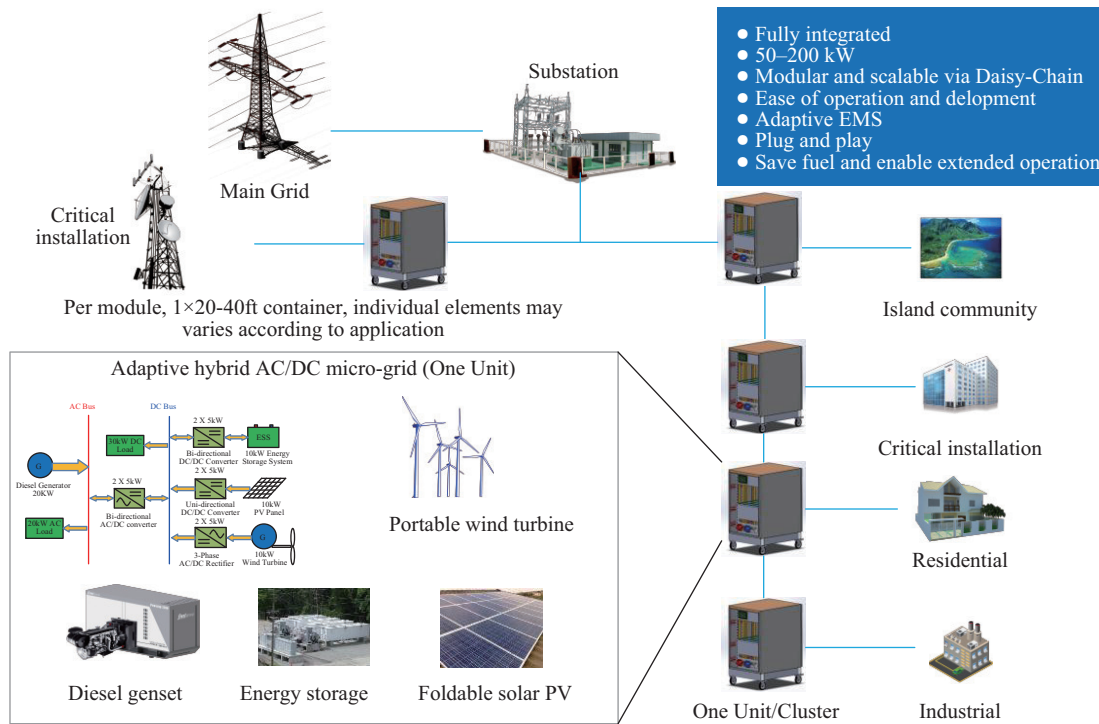 ● Fully integrated
● 50–200 kW
● Modular and scalable via Daisy-Chain
● Ease of operation and delopment
● Adaptive EMS
● Plug and play
● Save fuel and enable extended operation
Substation
Main Grid
Critical
installation
Island community
Per module, 1×20-40ft container, individual elements may
varies according to application
Adaptive hybrid AC/DC micro-grid (One Unit)
AC Bus
DC Bus
2 X 5kW
30kW DC
Load
ESS
Bi-directional
DC/DC Converter
10kW Energy
Storage System
G
Diesel Generator
20KW
2 X 5kW
Bi-directional
AC/DC converter
2 X 5kW
Uni-directional
DC/DC Converter
10kW
PV Panel
20kW AC
Load
2 X 5kW
G
3-Phase
AC/DC Rectifier
10kW
Wind Turbine
Portable wind turbine
Critical installation
Residential
Diesel genset
Energy storage
Foldable solar PV
One Unit/Cluster
Industrial